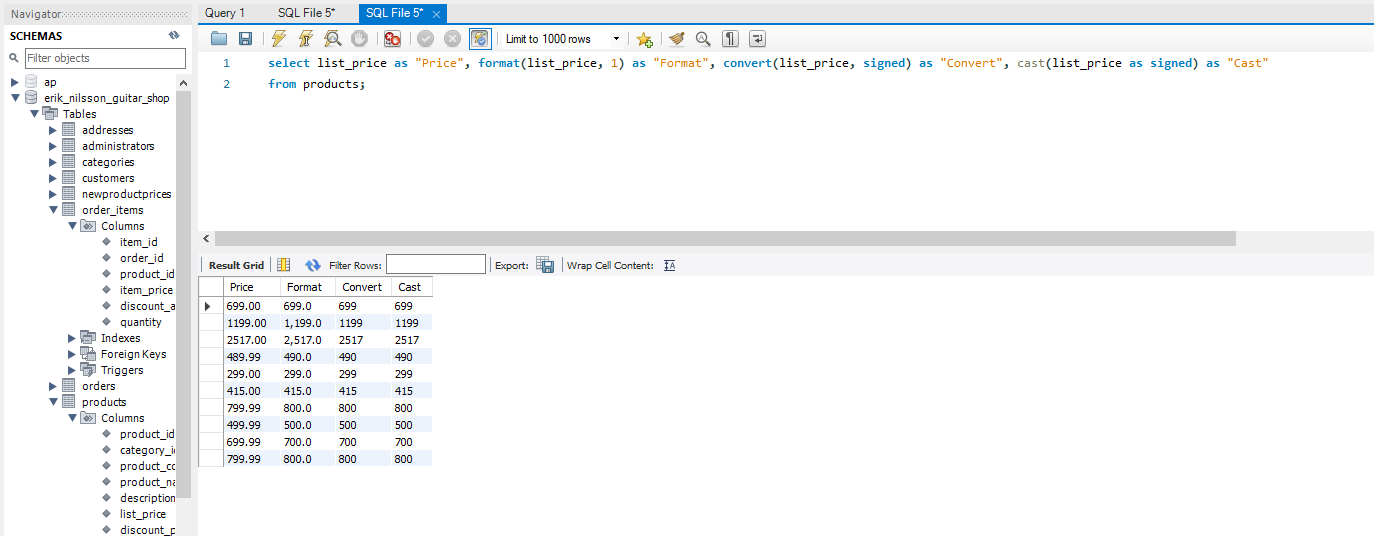 Navigator
Query 1
SQL File 5*
SQL File 5*
SCHEMAS
Filter objects
Limit to 1000 rows
1 select list_price as "Price", format(list_price, 1) as "Format", convert(list_price, signed) as "Convert", cast(list_price as signed) as "Cast"
2 from products;
ap
erik_nilsson_guitar_shop
Tables
addresses
administrators
categories
customers
newproductprices
order_items
Columns
item_id
order_id
product_id
item_price
discount_a
quantity
Indexes
Foreign Keys
Triggers
orders
products
Columns
product_id
category_i
product_co
product_na
description
list_price
discount_p
Result Grid
Filter Rows:
Export:
Wrap Cell Content:
Price Format Convert Cast
699.00 699.0 699 699
1199.00 1,199.0 1199 1199
2517.00 2,517.0 2517 2517
489.99 490.0 490 490
299.00 299.0 299 299
415.00 415.0 415 415
799.99 800.0 800 800
499.99 500.0 500 500
699.99 700.0 700 700
799.99 800.0 800 800